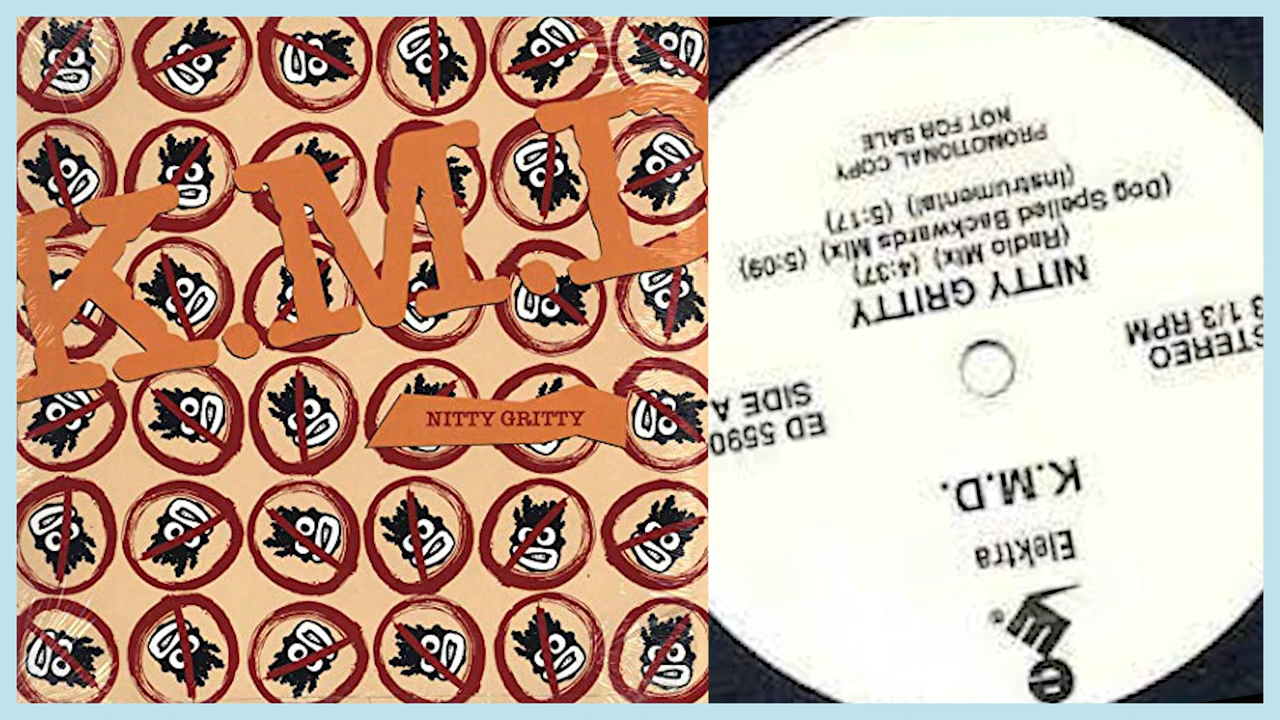 K.M.D
NITTY GRITTY
Elektra
K.M.D.
STEREO
3 1/3 RPM
ED 5590
SIDE A
NITTY GRITTY
(Radio Mix) (4:37)
(Dog Spelled Backwards Mix) (5:09)
(Instrumental) (5:17)
PROMOTIONAL COPY
NOT FOR SALE